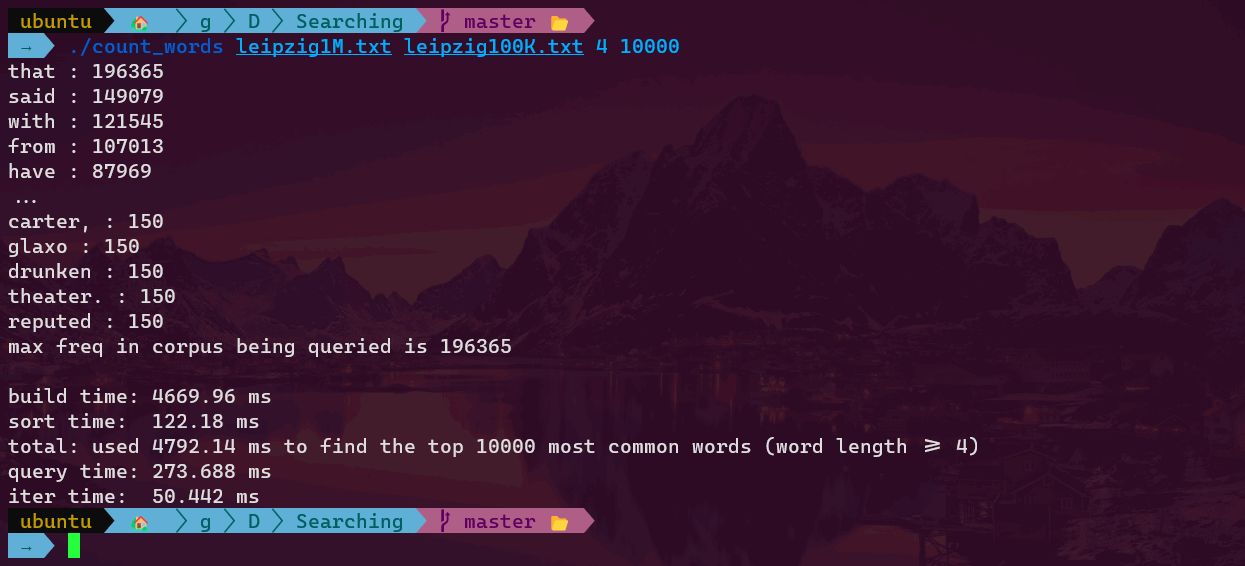 ubuntu g D Searching master
→ ./count_words leipzig1M.txt leipzig100K.txt 4 10000
that : 196365
said : 149079
with : 121545
from : 107013
have : 87969
...
carter, : 150
glaxo : 150
drunken : 150
theater. : 150
reputed : 150
max freq in corpus being queried is 196365
build time: 4669.96 ms
sort time:  122.18 ms
total: used 4792.14 ms to find the top 10000 most common words (word length ≥ 4)
query time: 273.688 ms
iter time:  50.442 ms
ubuntu g D Searching master
→